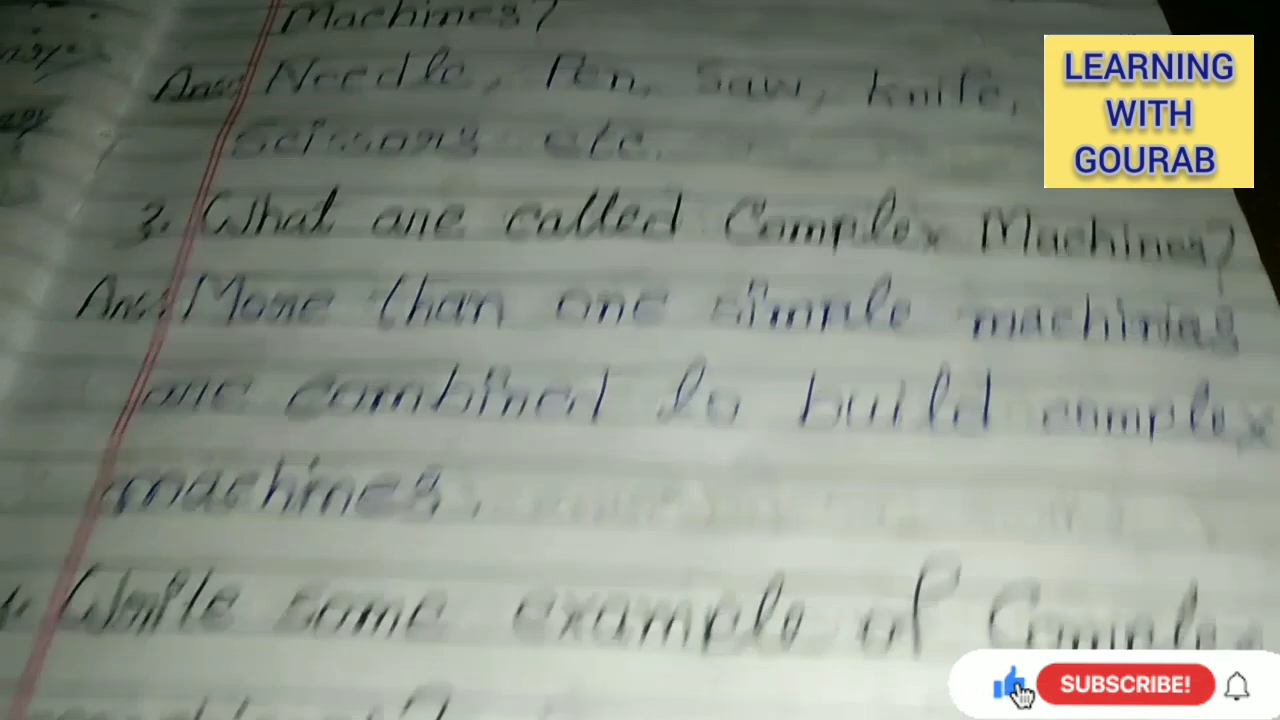 Machines?
Ans: Needle, Pen, Saw, Knife,
Scissors etc.
3. What are called Complex Machines?
Ans: More than one simple machines
are combined to build complex
machines.
Write some example of Complex
LEARNING
WITH
GOURAB
SUBSCRIBE!